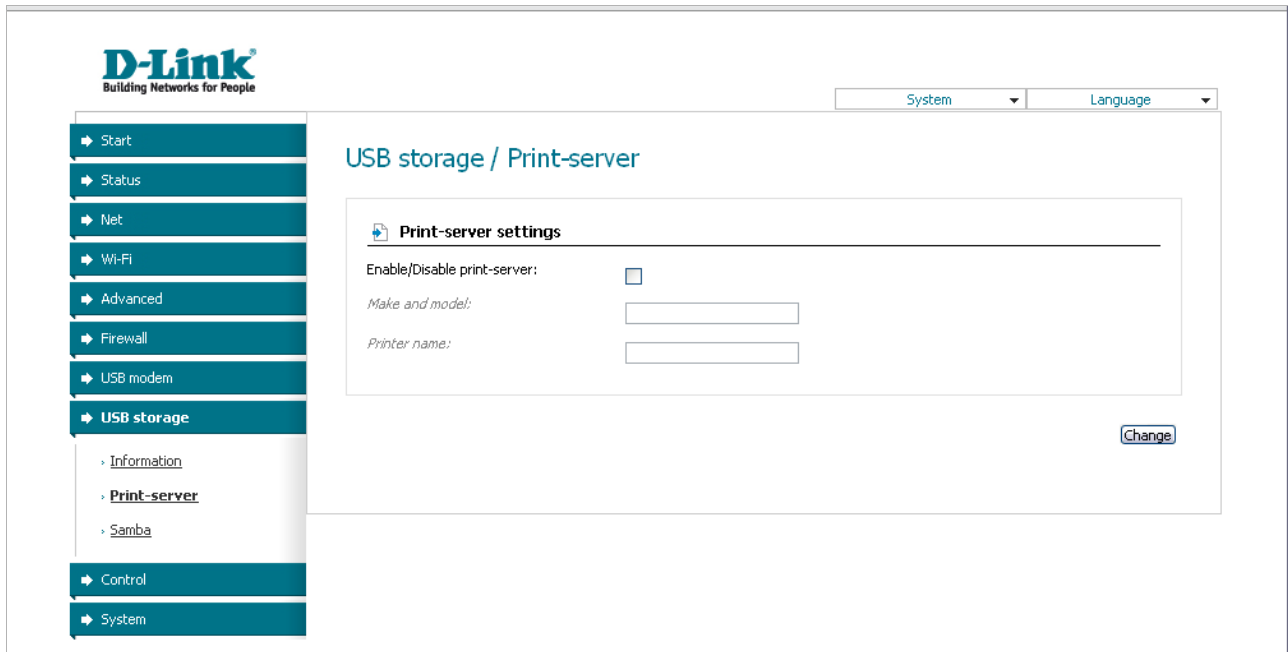 D-Link®
Building Networks for People
System
Language
Start
Status
Net
Wi-Fi
Advanced
Firewall
USB modem
USB storage
Information
Print-server
Samba
Control
System
USB storage / Print-server
Print-server settings
Enable/Disable print-server:
Make and model:
Printer name:
Change